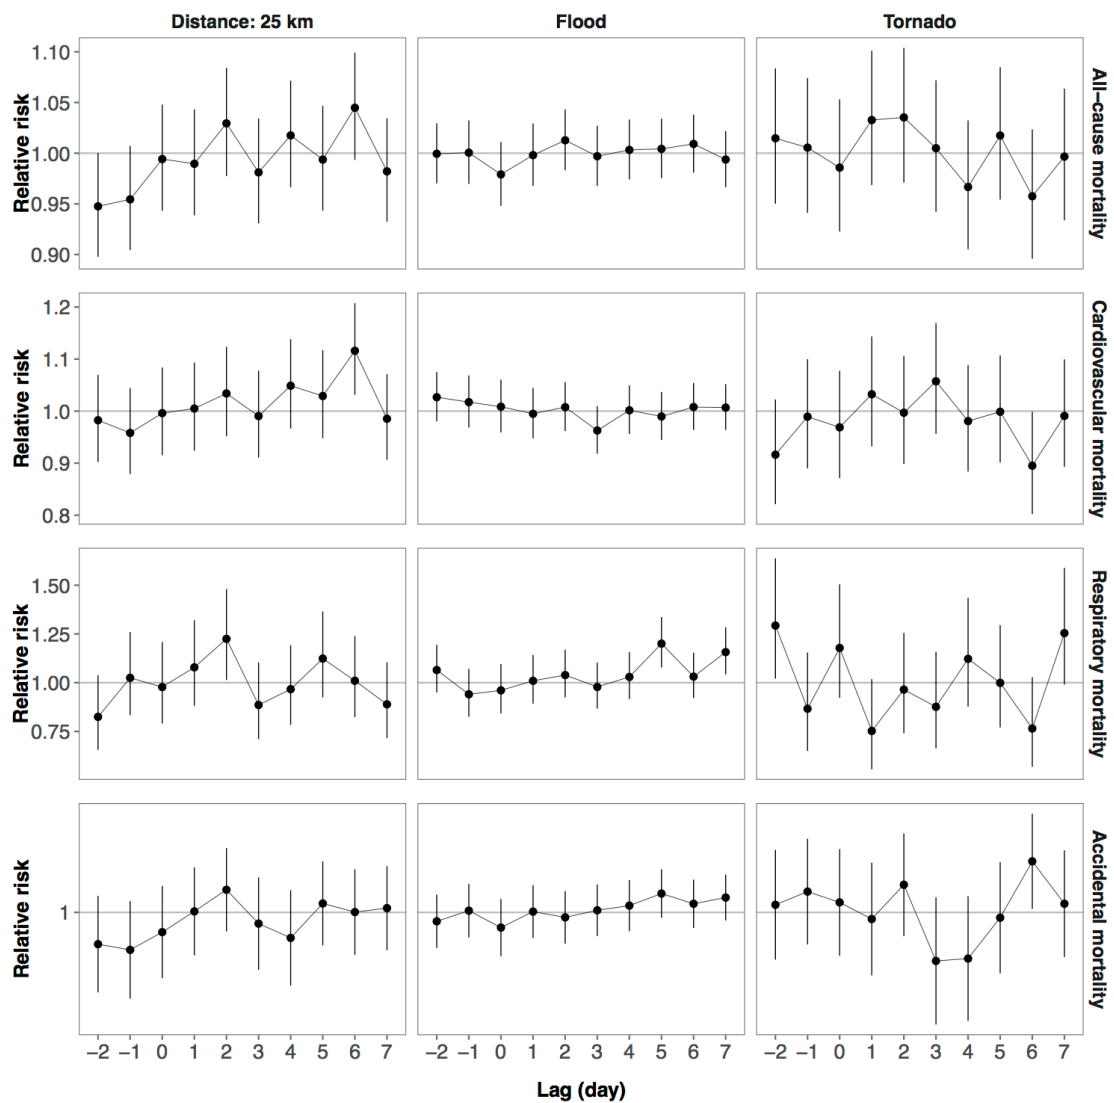 Distance: 25 km Flood Tornado
1.10
1.05
1.00
0.95
0.90
Relative risk
All−cause mortality
1.2
1.1
1.0
0.9
0.8
Relative risk
Cardiovascular mortality
1.50
1.25
1.00
0.75
Relative risk
Respiratory mortality
1
Relative risk
Accidental mortality
−2 −1 0 1 2 3 4 5 6 7 −2 −1 0 1 2 3 4 5 6 7 −2 −1 0 1 2 3 4 5 6 7
Lag (day)